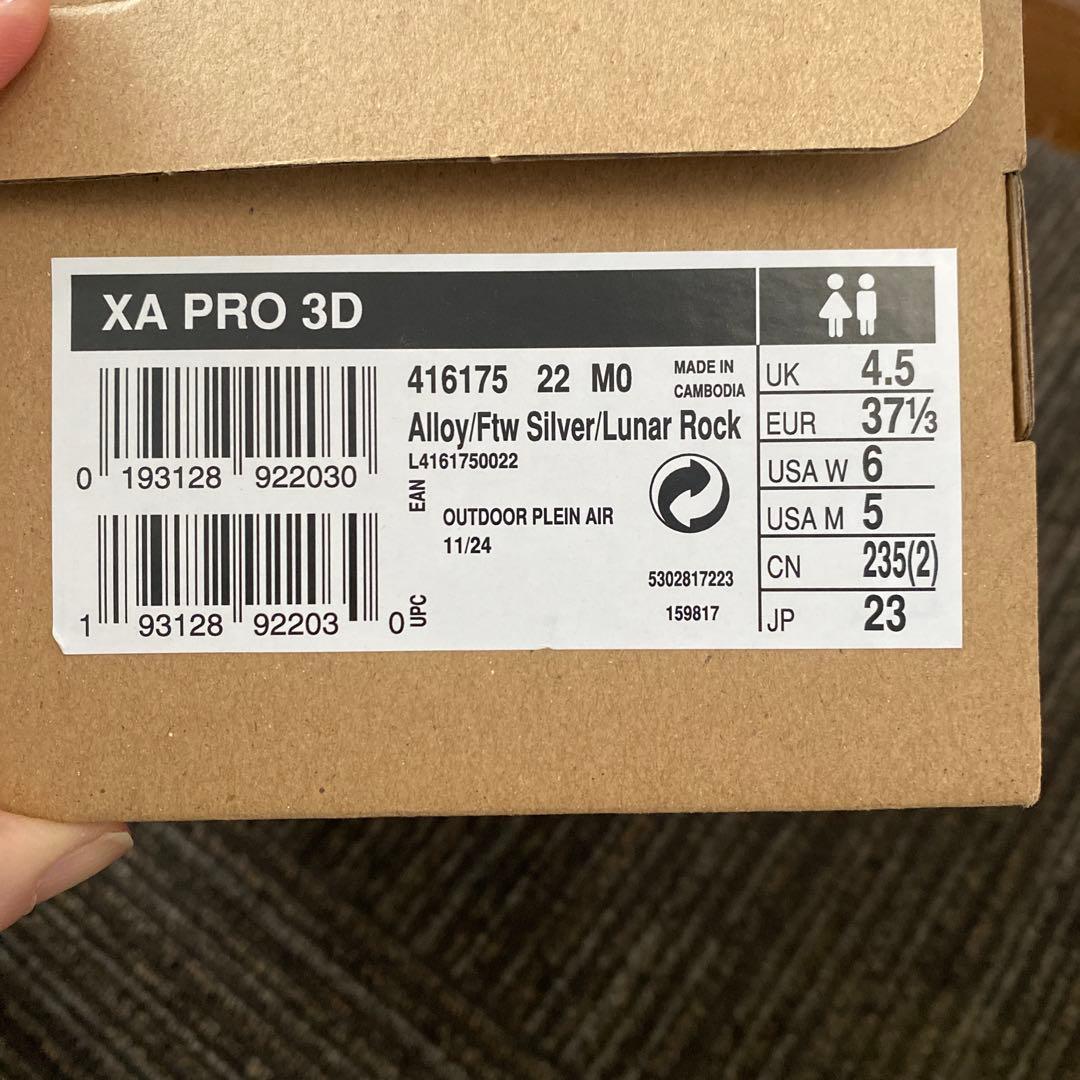 XA PRO 3D
416175 22 M0
MADE IN
CAMBODIA
Alloy/Ftw Silver/Lunar Rock
L4161750022
0 193128 922030
EAN
OUTDOOR PLEIN AIR
11/24
5302817223
159817
1 93128 92203 0
UPC
UK 4.5
EUR 37⅓
USA W 6
USA M 5
CN 235(2)
JP 23